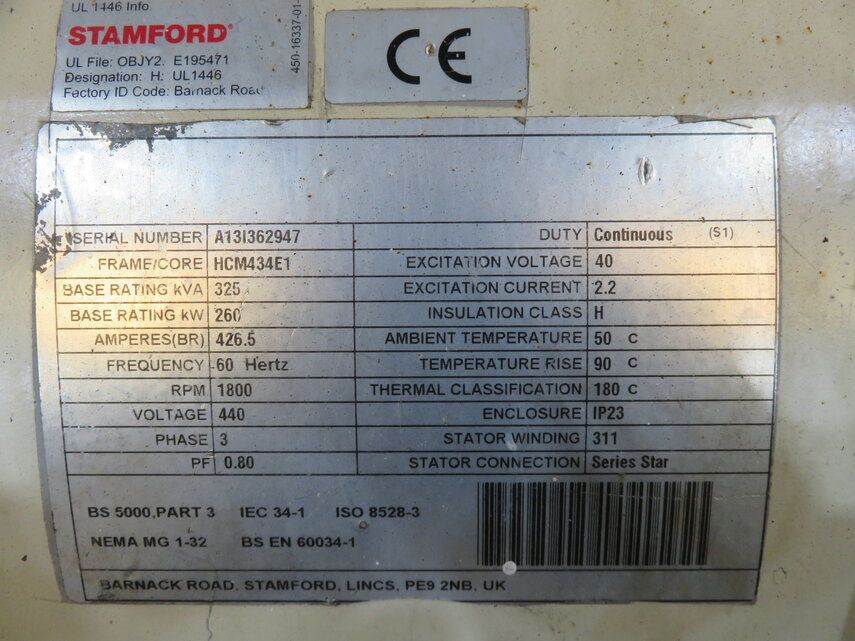 UL 1446 Info
STAMFORD
UL File: OBJY2. E195471
Designation: H: UL1446
Factory ID Code: Barnack Road
450-16337-01-
CE
SERIAL NUMBER A13I362947 DUTY Continuous (S1)
FRAME/CORE HCM434E1 EXCITATION VOLTAGE 40
BASE RATING kVA 325 EXCITATION CURRENT 2.2
BASE RATING kW 260 INSULATION CLASS H
AMPERES(BR) 426.5 AMBIENT TEMPERATURE 50 C
FREQUENCY 60 Hertz TEMPERATURE RISE 90 C
RPM 1800 THERMAL CLASSIFICATION 180 C
VOLTAGE 440 ENCLOSURE IP23
PHASE 3 STATOR WINDING 311
PF 0.80 STATOR CONNECTION Series Star
BS 5000,PART 3 IEC 34-1 ISO 8528-3
NEMA MG 1-32 BS EN 60034-1
BARNACK ROAD, STAMFORD, LINCS, PE9 2NB, UK